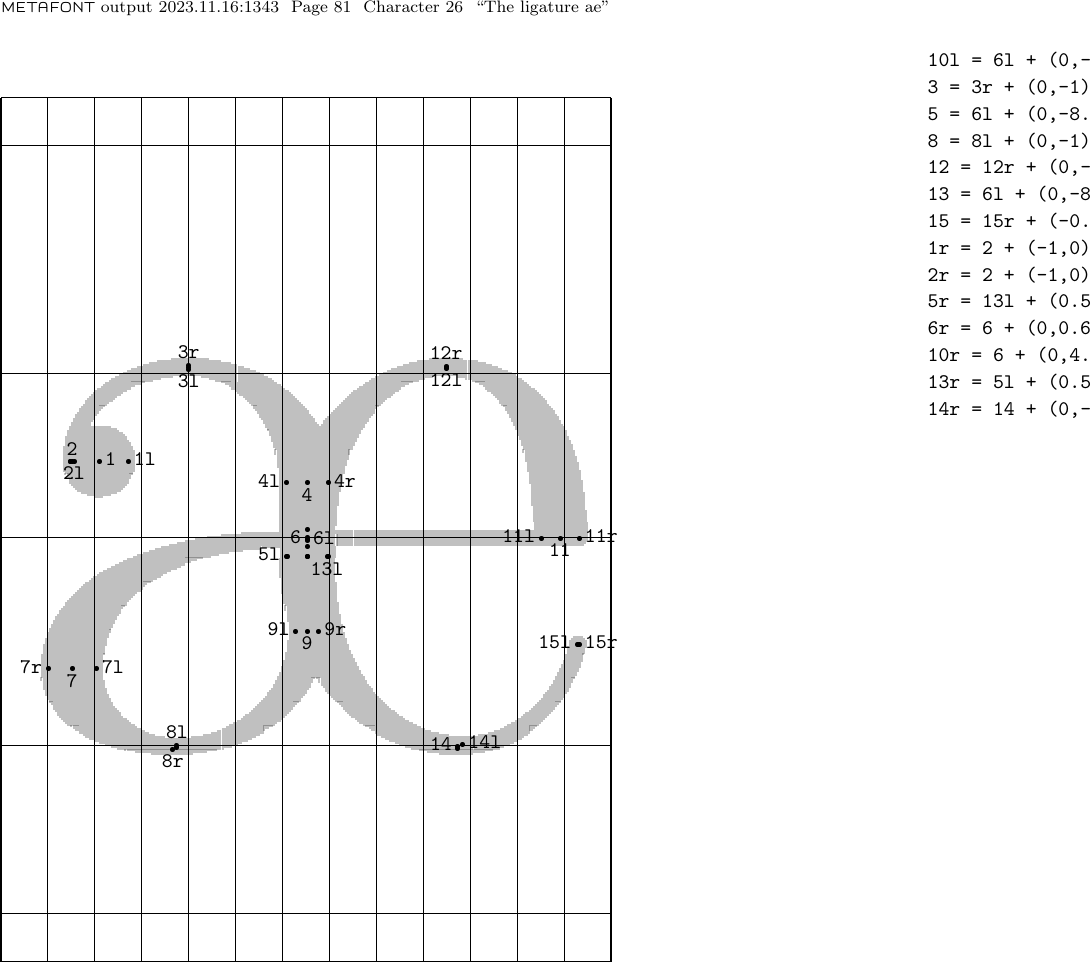 METAFONT output 2023.11.16:1343 Page 81 Character 26 “The ligature ae”
10l = 6l + (0,-
3 = 3r + (0,-1)
5 = 6l + (0,-8.
8 = 8l + (0,-1)
12 = 12r + (0,-
13 = 6l + (0,-8
15 = 15r + (-0.
1r = 2 + (-1,0)
2r = 2 + (-1,0)
5r = 13l + (0.5
6r = 6 + (0,0.6
10r = 6 + (0,4.
13r = 5l + (0.5
14r = 14 + (0,-
3r 12r
3l 12l
2 1 1l
2l
4l 4r
4
6 6l 11l 11r
11
5l
13l
9l 9r
9
15l 15r
7r 7l
7
8l
14 14l
8r
æ